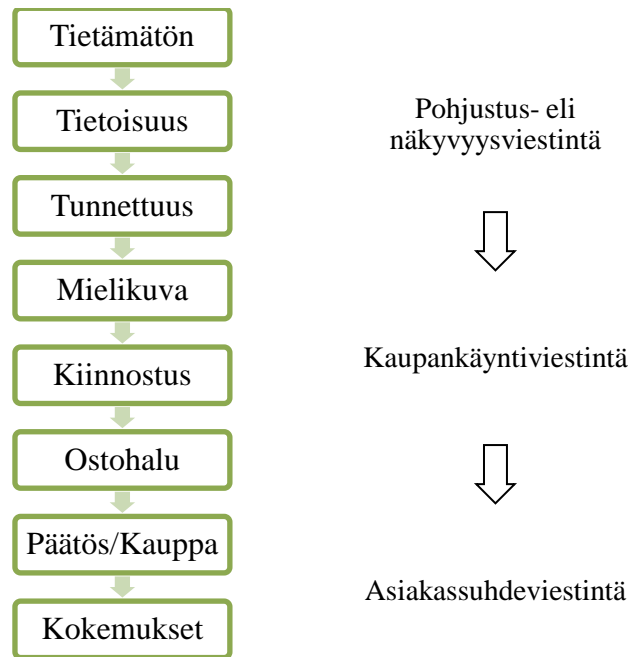 Tietämätön
Tietoisuus
Tunnettuus
Mielikuva
Kiinnostus
Ostohalu
Päätös/Kauppa
Kokemukset
Pohjustus- eli
näkyvyysviestintä
Kaupankäyntiviestintä
Asiakassuhdeviestintä